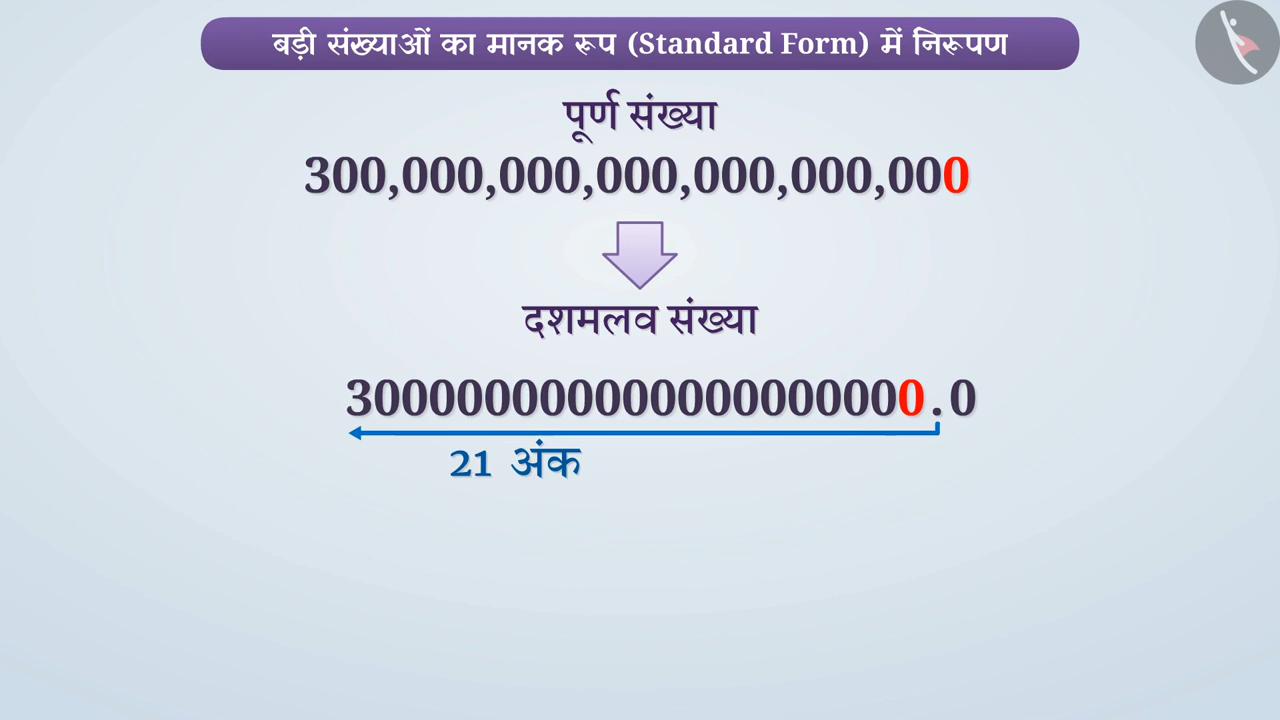 बड़ी संख्याओं का मानक रूप (Standard Form) में निरूपण
पूर्ण संख्या
300,000,000,000,000,000,000
दशमलव संख्या
300000000000000000000.0
21 अंक